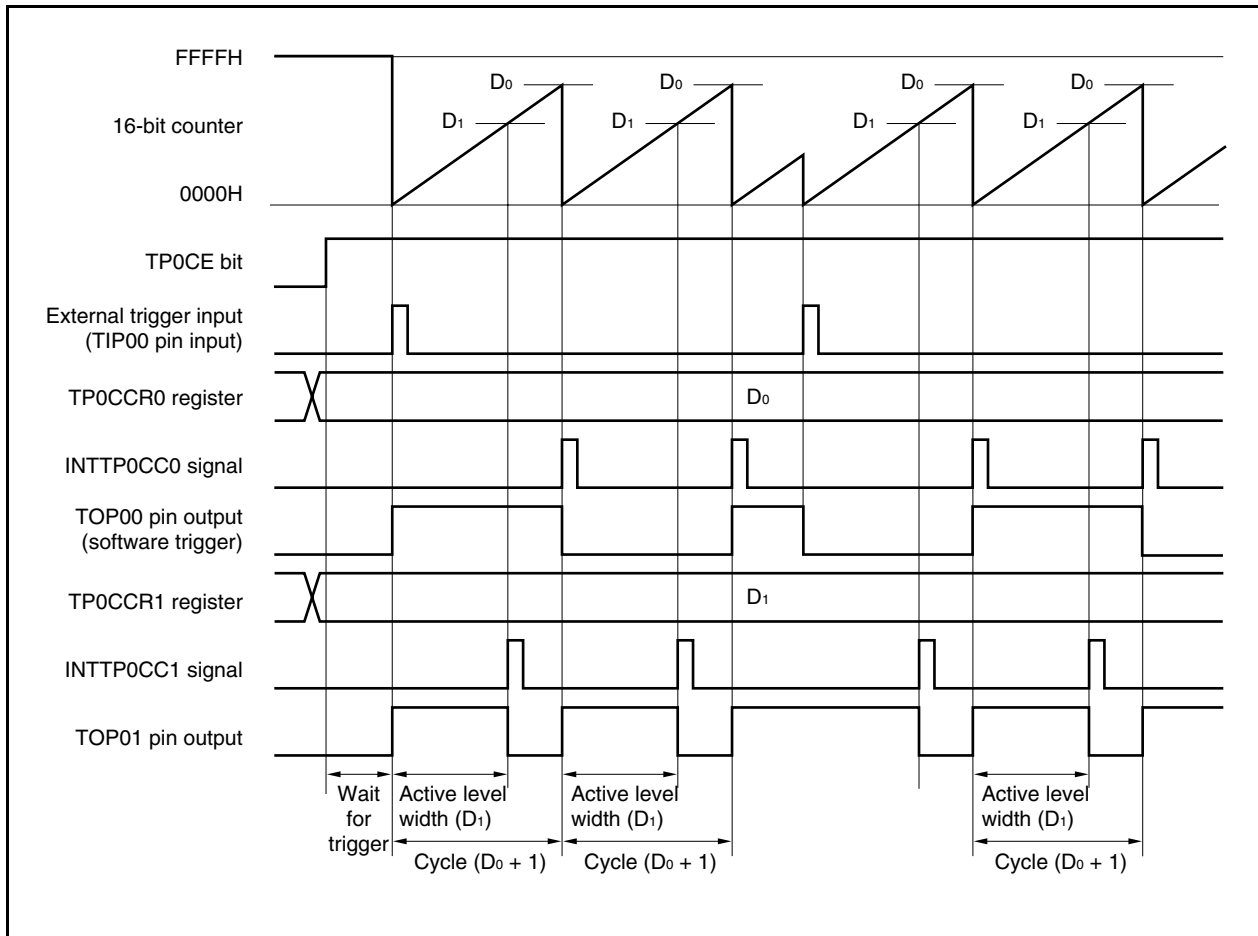 FFFFH
D0 D0 D0 D0
16-bit counter
D1 D1 D1 D1
0000H
TP0CE bit
External trigger input
(TIP00 pin input)
TP0CCR0 register
D0
INTTP0CC0 signal
TOP00 pin output
(software trigger)
TP0CCR1 register
D1
INTTP0CC1 signal
TOP01 pin output
Wait
for
trigger
Active level
width (D1)
Active level
width (D1)
Active level
width (D1)
Cycle (D0 + 1)
Cycle (D0 + 1)
Cycle (D0 + 1)